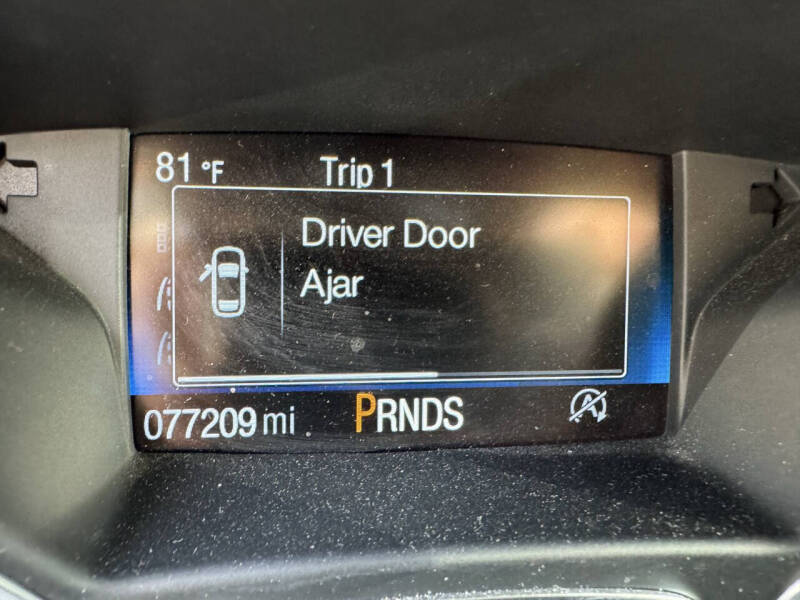 81 °F Trip 1
Driver Door
Ajar
077209 mi PRNDS A